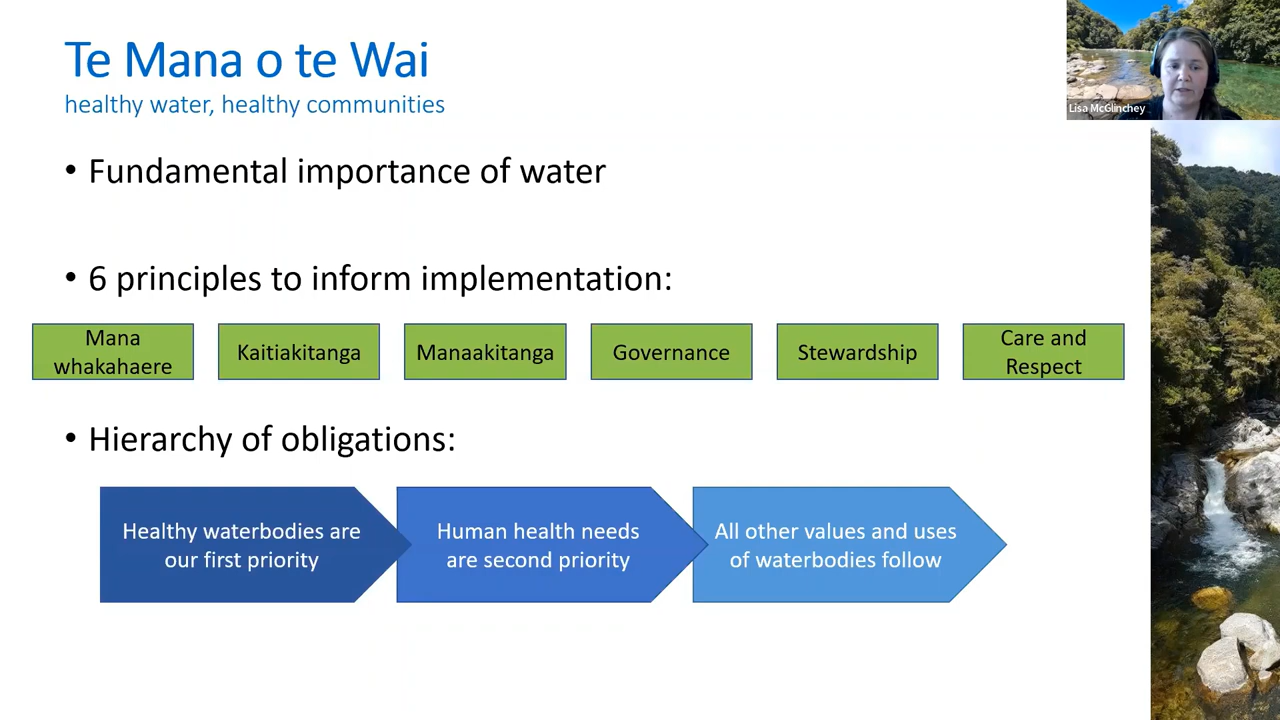 Te Mana o te Wai
healthy water, healthy communities
Lisa McGlinchey
• Fundamental importance of water
• 6 principles to inform implementation:
Mana
whakahaere
Kaitiakitanga
Manaakitanga
Governance
Stewardship
Care and
Respect
• Hierarchy of obligations:
Healthy waterbodies are
our first priority
Human health needs
are second priority
All other values and uses
of waterbodies follow